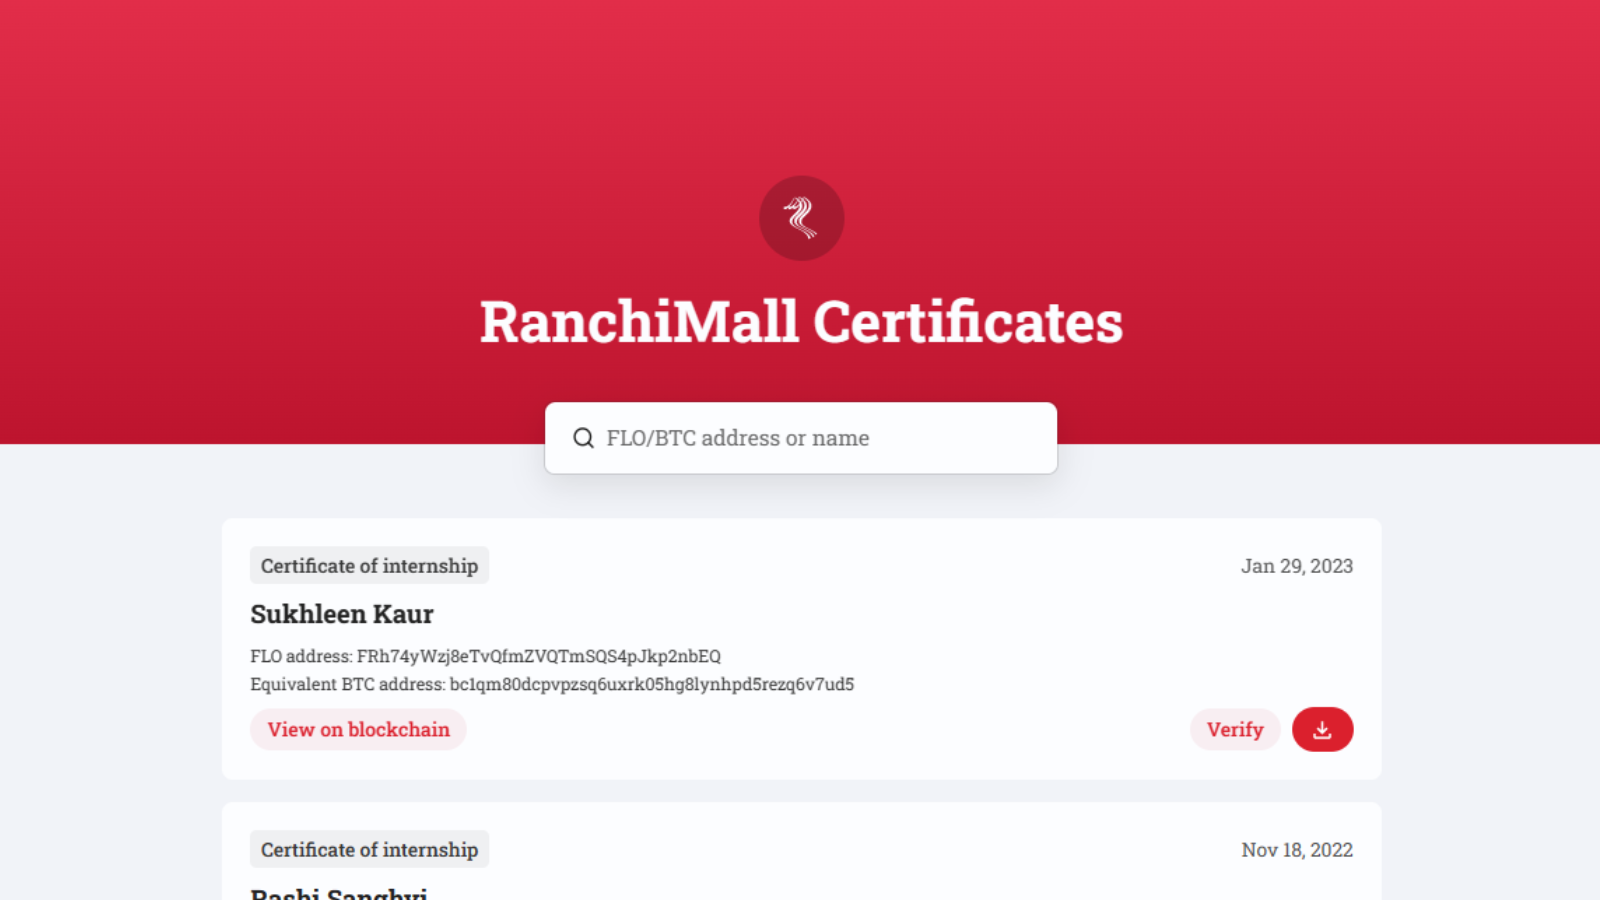 RanchiMall Certificates
FLO/BTC address or name
Certificate of internship
Jan 29, 2023
Sukhleen Kaur
FLO address: FRh74yWzj8eTvQfmZVQTmSQS4pJkp2nbEQ
Equivalent BTC address: bc1qm80dcpvpzsq6uxrk05hg8lynhpd5rezq6v7ud5
View on blockchain
Verify
Certificate of internship
Nov 18, 2022
Rashi Sanghvi